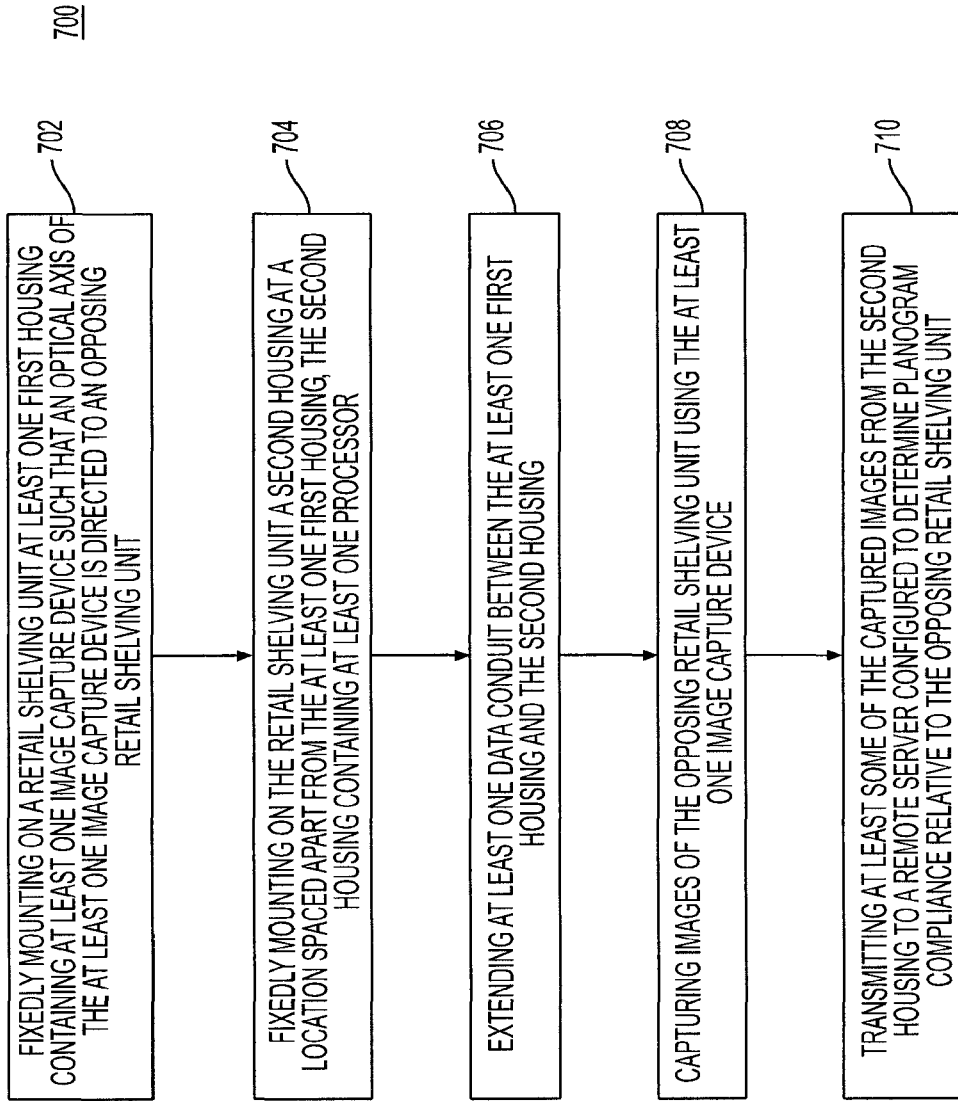 700
702
FIXEDLY MOUNTING ON A RETAIL SHELVING UNIT AT LEAST ONE FIRST HOUSING
CONTAINING AT LEAST ONE IMAGE CAPTURE DEVICE SUCH THAT AN OPTICAL AXIS OF
THE AT LEAST ONE IMAGE CAPTURE DEVICE IS DIRECTED TO AN OPPOSING
RETAIL SHELVING UNIT
704
FIXEDLY MOUNTING ON THE RETAIL SHELVING UNIT A SECOND HOUSING AT A
LOCATION SPACED APART FROM THE AT LEAST ONE FIRST HOUSING, THE SECOND
HOUSING CONTAINING AT LEAST ONE PROCESSOR
706
EXTENDING AT LEAST ONE DATA CONDUIT BETWEEN THE AT LEAST ONE FIRST
HOUSING AND THE SECOND HOUSING
708
CAPTURING IMAGES OF THE OPPOSING RETAIL SHELVING UNIT USING THE AT LEAST
ONE IMAGE CAPTURE DEVICE
710
TRANSMITTING AT LEAST SOME OF THE CAPTURED IMAGES FROM THE SECOND
HOUSING TO A REMOTE SERVER CONFIGURED TO DETERMINE PLANOGRAM
COMPLIANCE RELATIVE TO THE OPPOSING RETAIL SHELVING UNIT